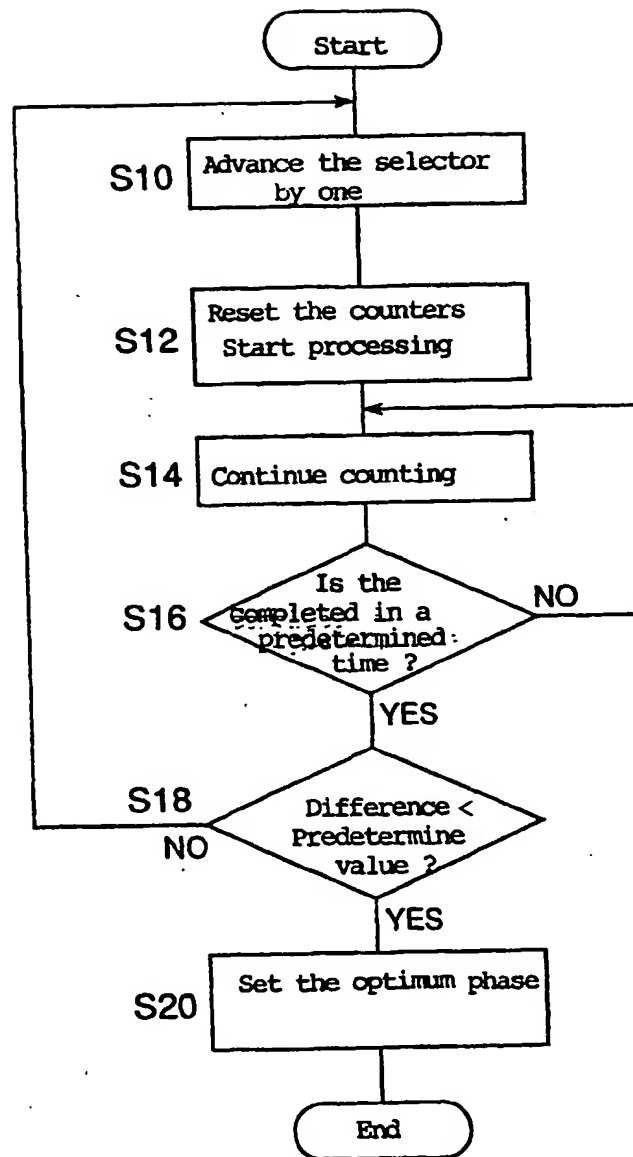 Start
S10
Advance the selector
by one
S12
Reset the counters
Start processing
S14
Continue counting
S16
Is the
completed in a
predetermined
time ?
NO
YES
S18
Difference <
Predetermine
value ?
NO
YES
S20
Set the optimum phase
End